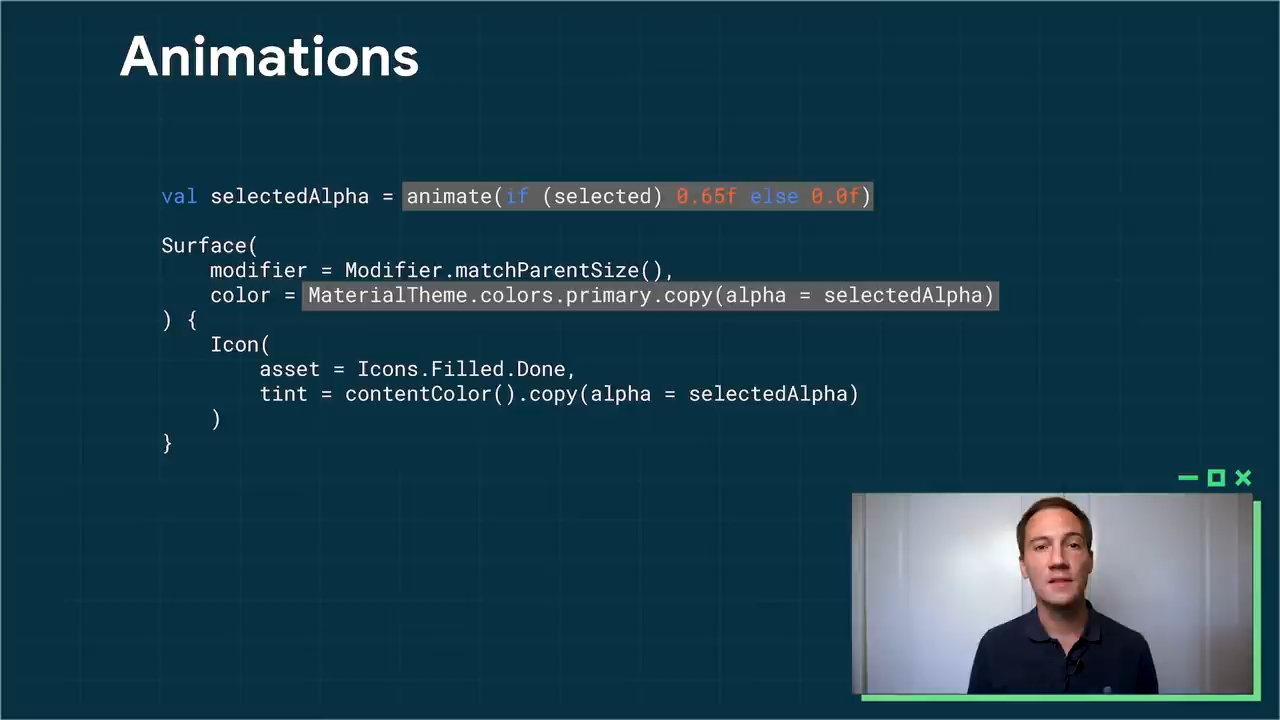 Animations
val selectedAlpha = animate(if (selected) 0.65f else 0.0f)
Surface(
    modifier = Modifier.matchParentSize(),
    color = MaterialTheme.colors.primary.copy(alpha = selectedAlpha)
) {
    Icon(
        asset = Icons.Filled.Done,
        tint = contentColor().copy(alpha = selectedAlpha)
    )
}